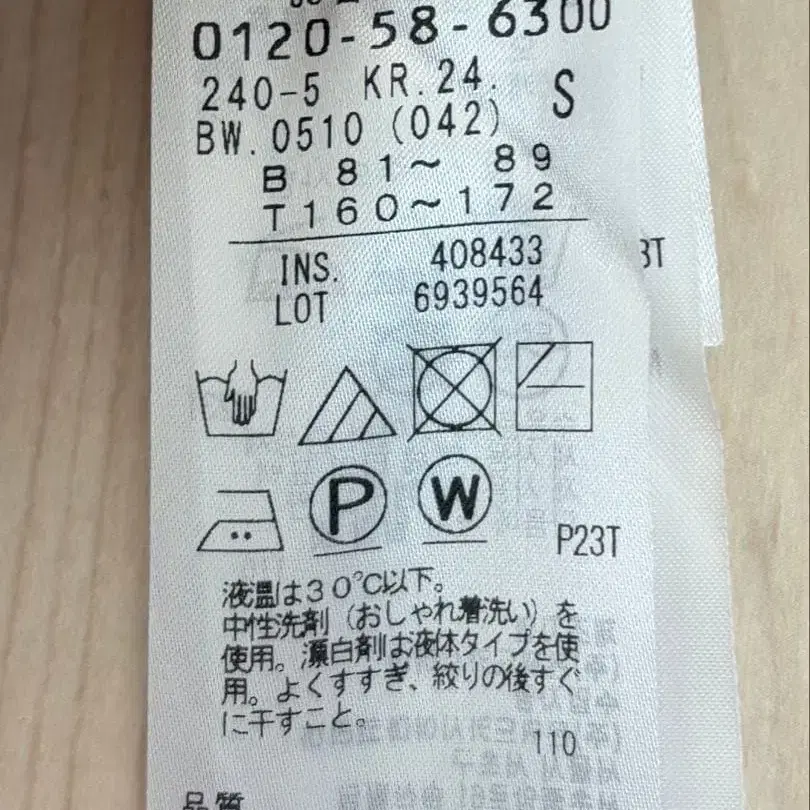 0120-58-6300
240-5 KR.24. S
BW.0510 (042)
B 81~ 89
T160~172
INS. 408433
LOT 6939564
3T
P W
P23T
液温は30℃以下。
中性洗剤（おしゃれ着洗い）を
使用。漂白剤は液体タイプを使
用。よくすすぎ、絞りの後すぐ
に干すこと。
110
品質